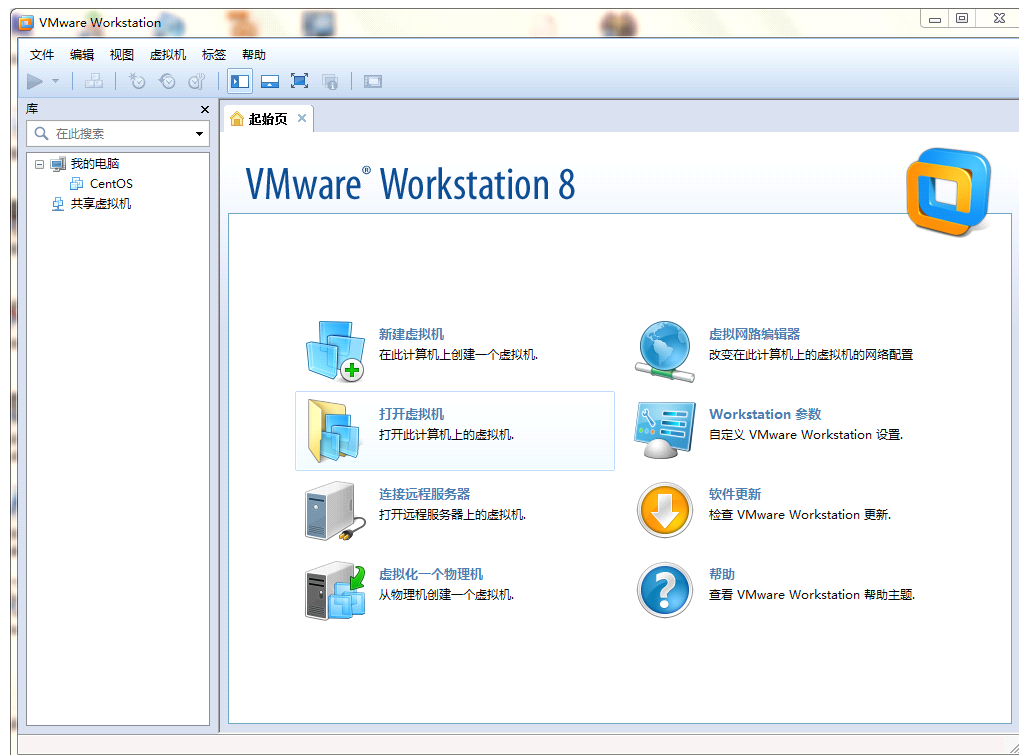 VMware Workstation
文件 编辑 视图 虚拟机 标签 帮助
库
在此搜索
我的电脑
CentOS
共享虚拟机
起始页
VMware® Workstation 8
新建虚拟机
在此计算机上创建一个虚拟机.
打开虚拟机
打开此计算机上的虚拟机.
连接远程服务器
打开远程服务器上的虚拟机.
虚拟化一个物理机
从物理机创建一个虚拟机.
虚拟网路编辑器
改变在此计算机上的虚拟机的网络配置
Workstation 参数
自定义 VMware Workstation 设置.
软件更新
检查 VMware Workstation 更新.
帮助
查看 VMware Workstation 帮助主题.